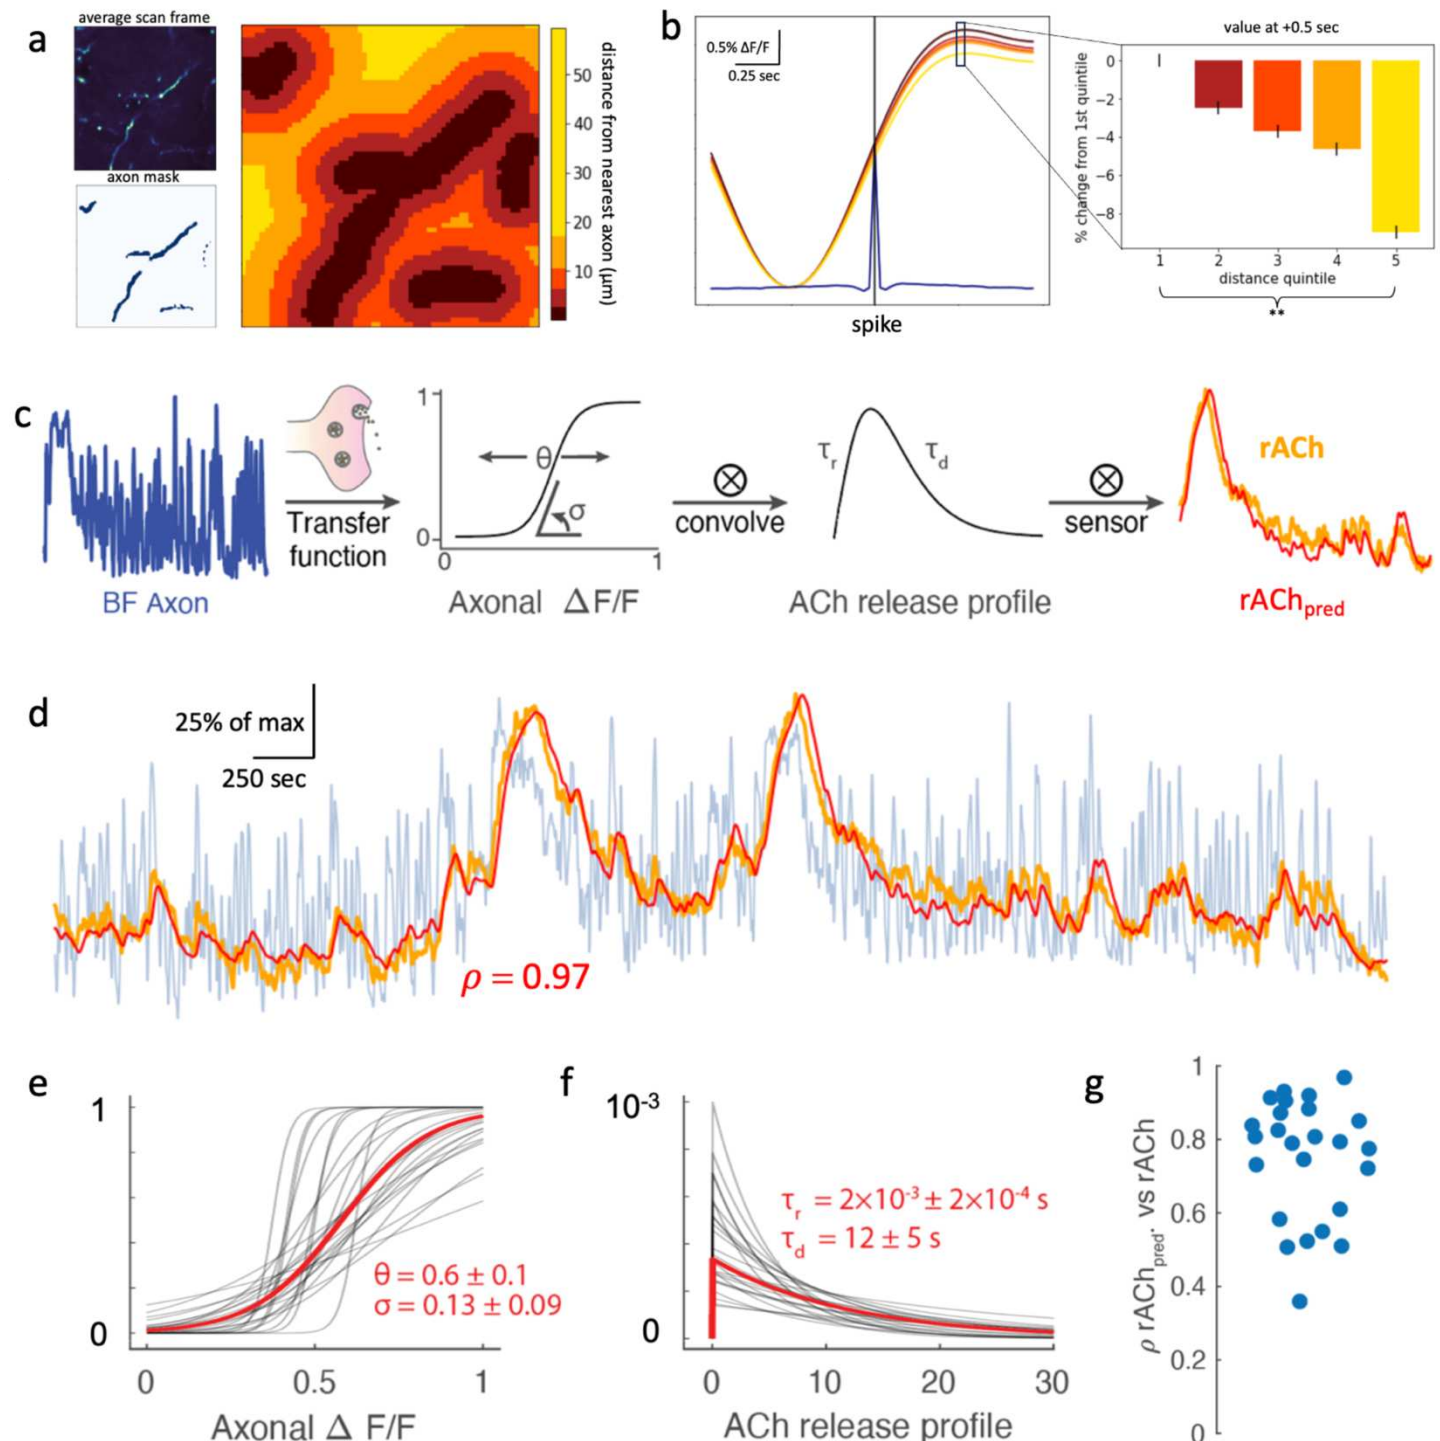 a
average scan frame
axon mask
50
40
30
20
10
distance from nearest axon (µm)
b
0.5% ΔF/F
0.25 sec
spike
value at +0.5 sec
% change from 1st quintile
0
−2
−4
−6
−8
1 2 3 4 5
distance quintile
**
c
BF Axon
Transfer
function
1
0
θ
σ
0 1
Axonal ΔF/F
convolve
τr τd
ACh release profile
sensor
rACh
rAChpred
d
25% of max
250 sec
ρ = 0.97
e
1
0
θ = 0.6 ± 0.1
σ = 0.13 ± 0.09
0 0.5 1
Axonal Δ F/F
f
10-3
0
τr = 2×10-3 ± 2×10-4 s
τd = 12 ± 5 s
0 10 20 30
ACh release profile
g
ρ rAChpred. vs rACh
1
0.8
0.6
0.4
0.2
0